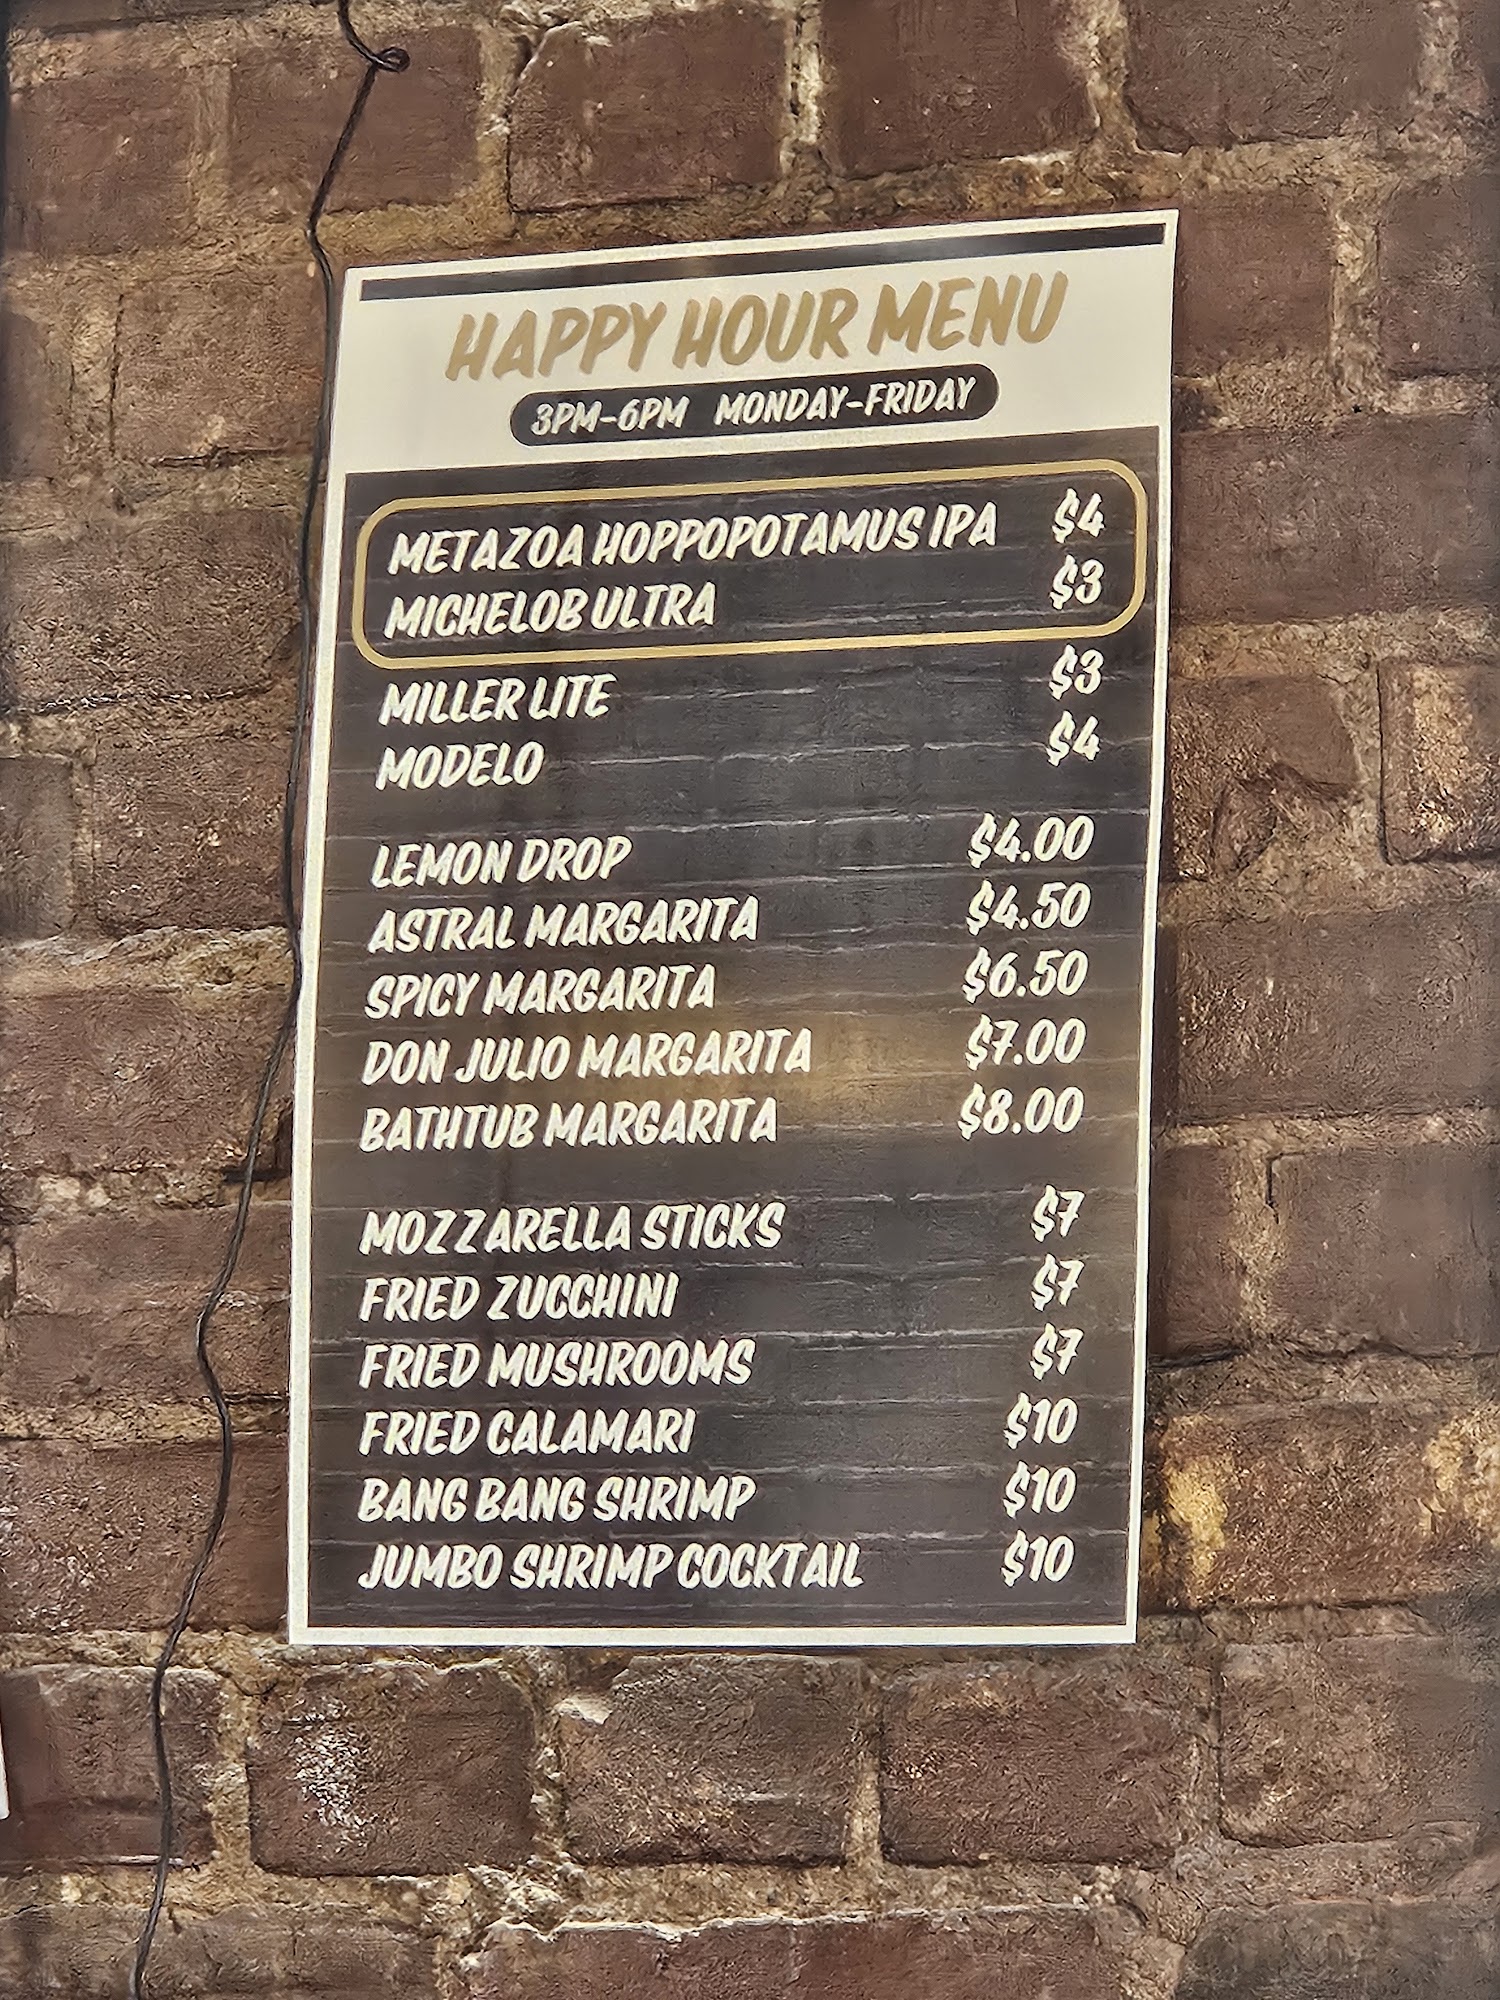 HAPPY HOUR MENU
3PM-6PM MONDAY-FRIDAY
METAZOA HOPPOPOTAMUS IPA $4
MICHELOB ULTRA $3
MILLER LITE $3
MODELO $4
LEMON DROP $4.00
ASTRAL MARGARITA $4.50
SPICY MARGARITA $6.50
DON JULIO MARGARITA $7.00
BATHTUB MARGARITA $8.00
MOZZARELLA STICKS $7
FRIED ZUCCHINI $7
FRIED MUSHROOMS $7
FRIED CALAMARI $10
BANG BANG SHRIMP $10
JUMBO SHRIMP COCKTAIL $10